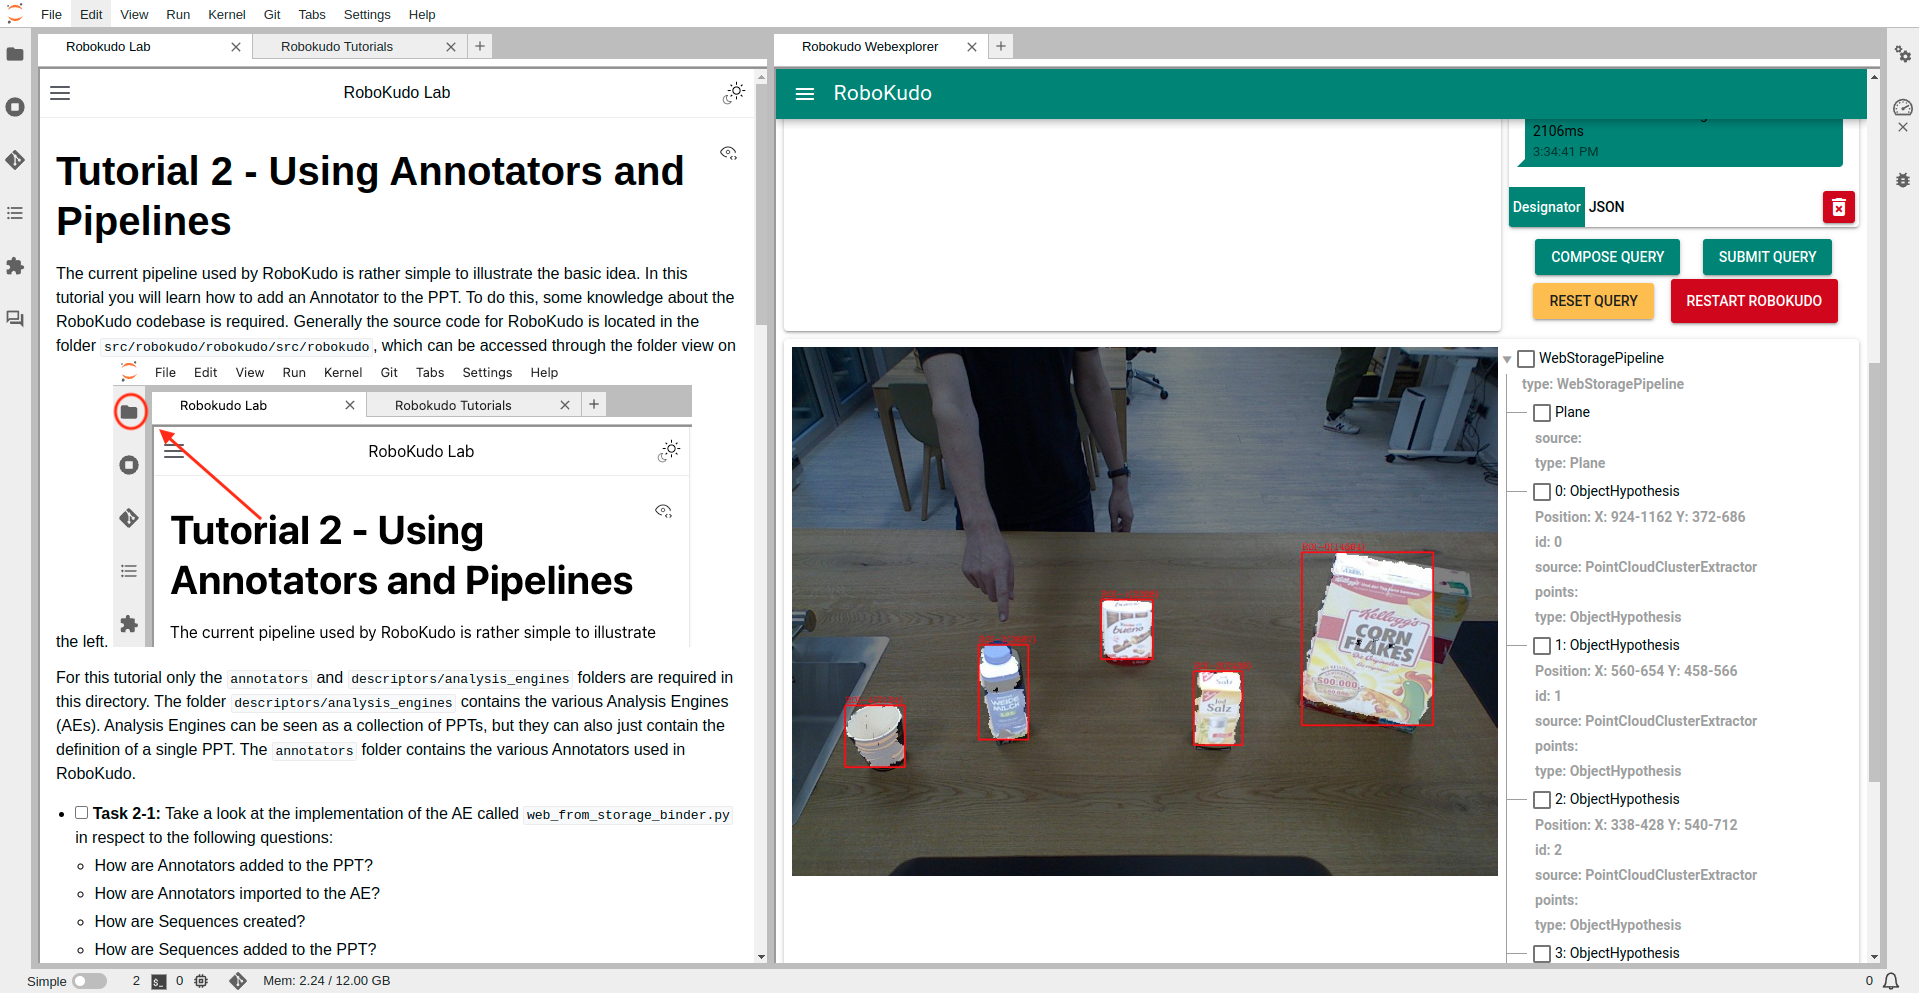 File Edit View Run Kernel Git Tabs Settings Help
Robokudo Lab Robokudo Tutorials
RoboKudo Lab
Tutorial 2 - Using Annotators and
Pipelines
The current pipeline used by RoboKudo is rather simple to illustrate the basic idea. In this
tutorial you will learn how to add an Annotator to the PPT. To do this, some knowledge about the
RoboKudo codebase is required. Generally the source code for RoboKudo is located in the
folder src/robokudo/robokudo/src/robokudo, which can be accessed through the folder view on
File Edit View Run Kernel Git Tabs Settings Help
Robokudo Lab Robokudo Tutorials
RoboKudo Lab
Tutorial 2 - Using
Annotators and Pipelines
The current pipeline used by RoboKudo is rather simple to illustrate
the left.
For this tutorial only the annotators and descriptors/analysis_engines folders are required in
this directory. The folder descriptors/analysis_engines contains the various Analysis Engines
(AEs). Analysis Engines can be seen as a collection of PPTs, but they can also just contain the
definition of a single PPT. The annotators folder contains the various Annotators used in
RoboKudo.
Task 2-1: Take a look at the implementation of the AE called web_from_storage_binder.py
in respect to the following questions:
How are Annotators added to the PPT?
How are Annotators imported to the AE?
How are Sequences created?
How are Sequences added to the PPT?
Robokudo Webexplorer
RoboKudo
2106ms
3:34:41 PM
Designator JSON
COMPOSE QUERY SUBMIT QUERY
RESET QUERY RESTART ROBOKUDO
Kellogg's
CORN
FLAKES
500.000
bueno
WEIDE
MILCH
Salz
Salz
WebStoragePipeline
type: WebStoragePipeline
Plane
source:
type: Plane
0: ObjectHypothesis
Position: X: 924-1162 Y: 372-686
id: 0
source: PointCloudClusterExtractor
points:
type: ObjectHypothesis
1: ObjectHypothesis
Position: X: 560-654 Y: 458-566
id: 1
source: PointCloudClusterExtractor
points:
type: ObjectHypothesis
2: ObjectHypothesis
Position: X: 338-428 Y: 540-712
id: 2
source: PointCloudClusterExtractor
points:
type: ObjectHypothesis
3: ObjectHypothesis
Simple 2 $_ 0 Mem: 2.24 / 12.00 GB 0